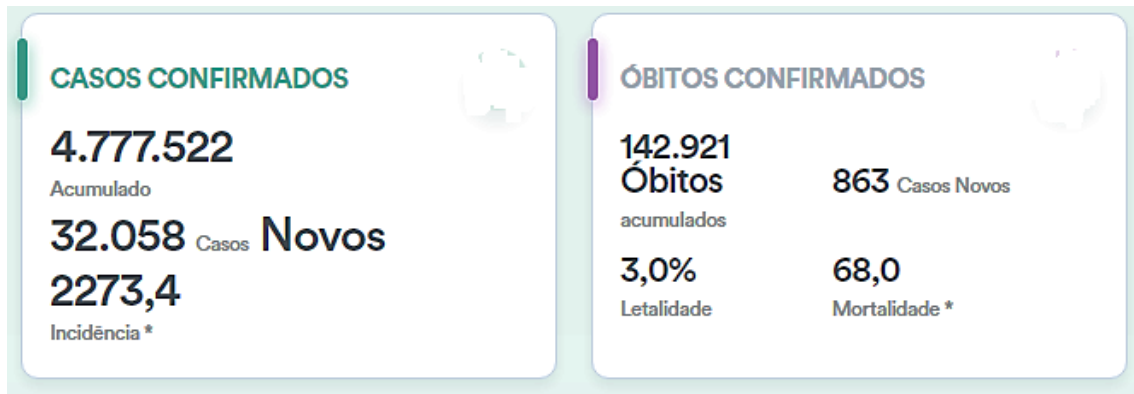 CASOS CONFIRMADOS
4.777.522
Acumulado
32.058 Casos Novos
2273,4
Incidência *
ÓBITOS CONFIRMADOS
142.921
Óbitos
acumulados
863 Casos Novos
3,0%
Letalidade
68,0
Mortalidade *